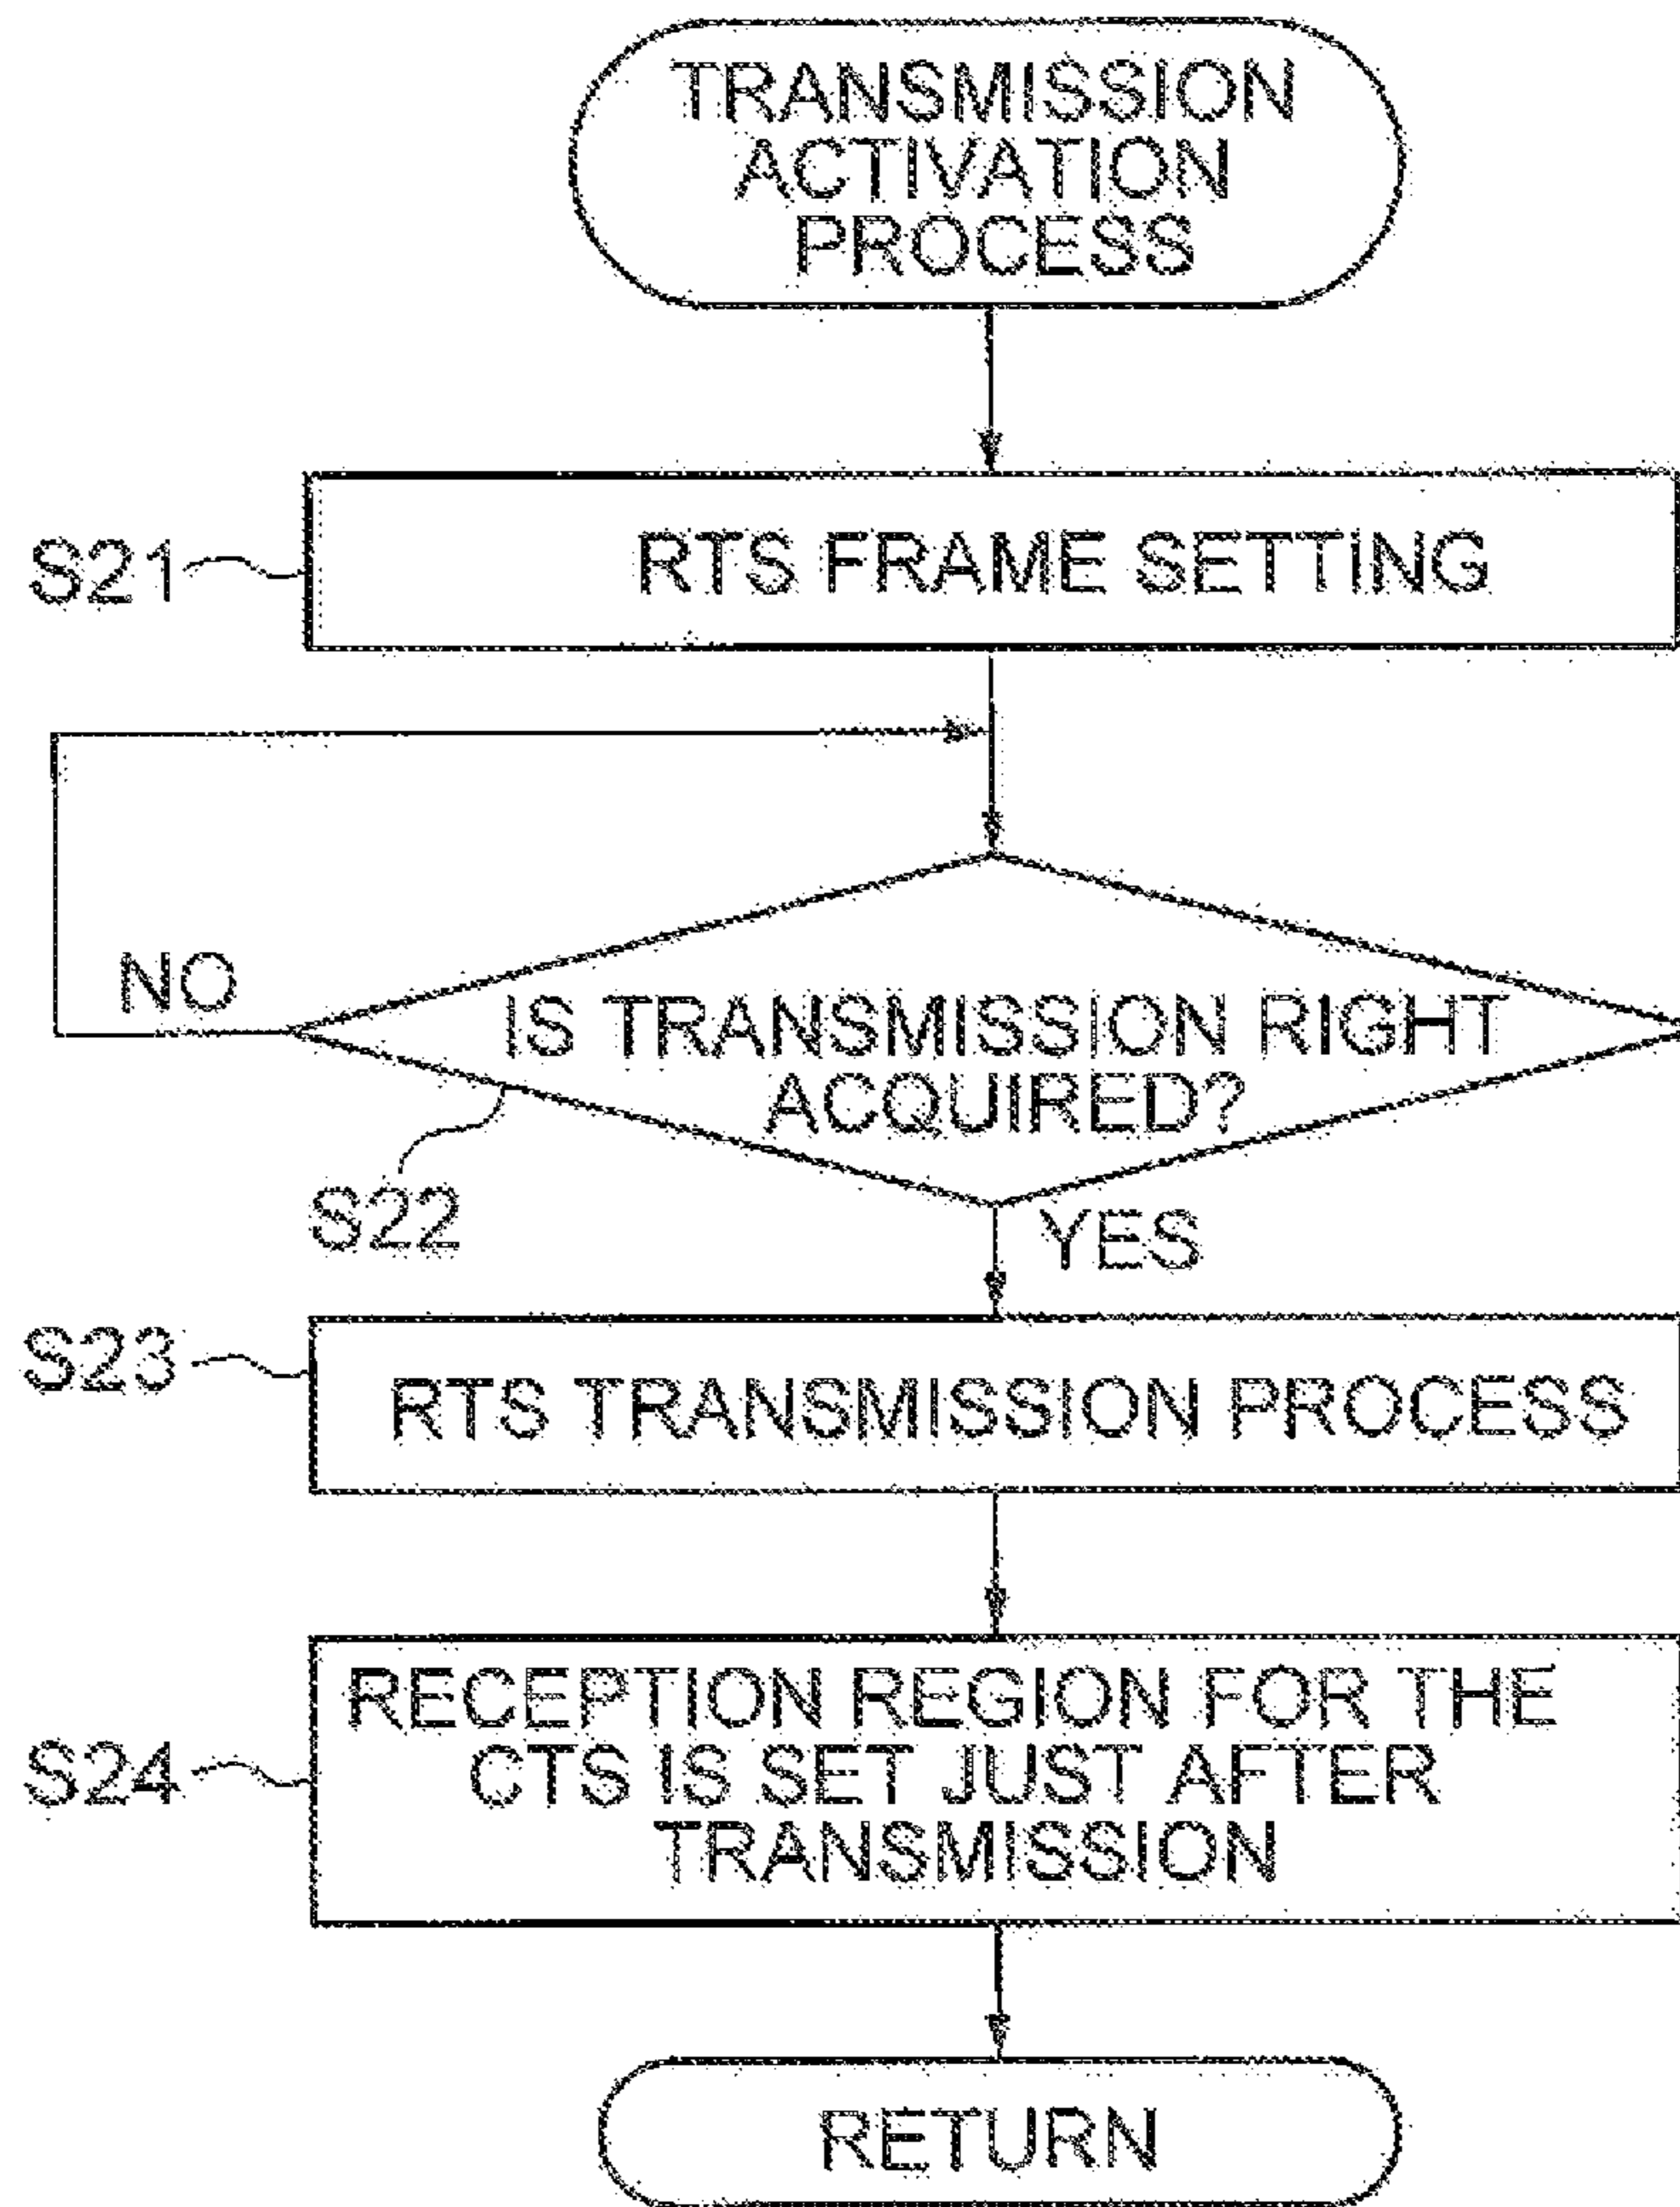 TRANSMISSION
ACTIVATION
PROCESS
S21
RTS FRAME SETTING
NO
IS TRANSMISSION RIGHT
ACQUIRED?
S22
YES
S23
RTS TRANSMISSION PROCESS
S24
RECEPTION REGION FOR THE
CTS IS SET JUST AFTER
TRANSMISSION
RETURN